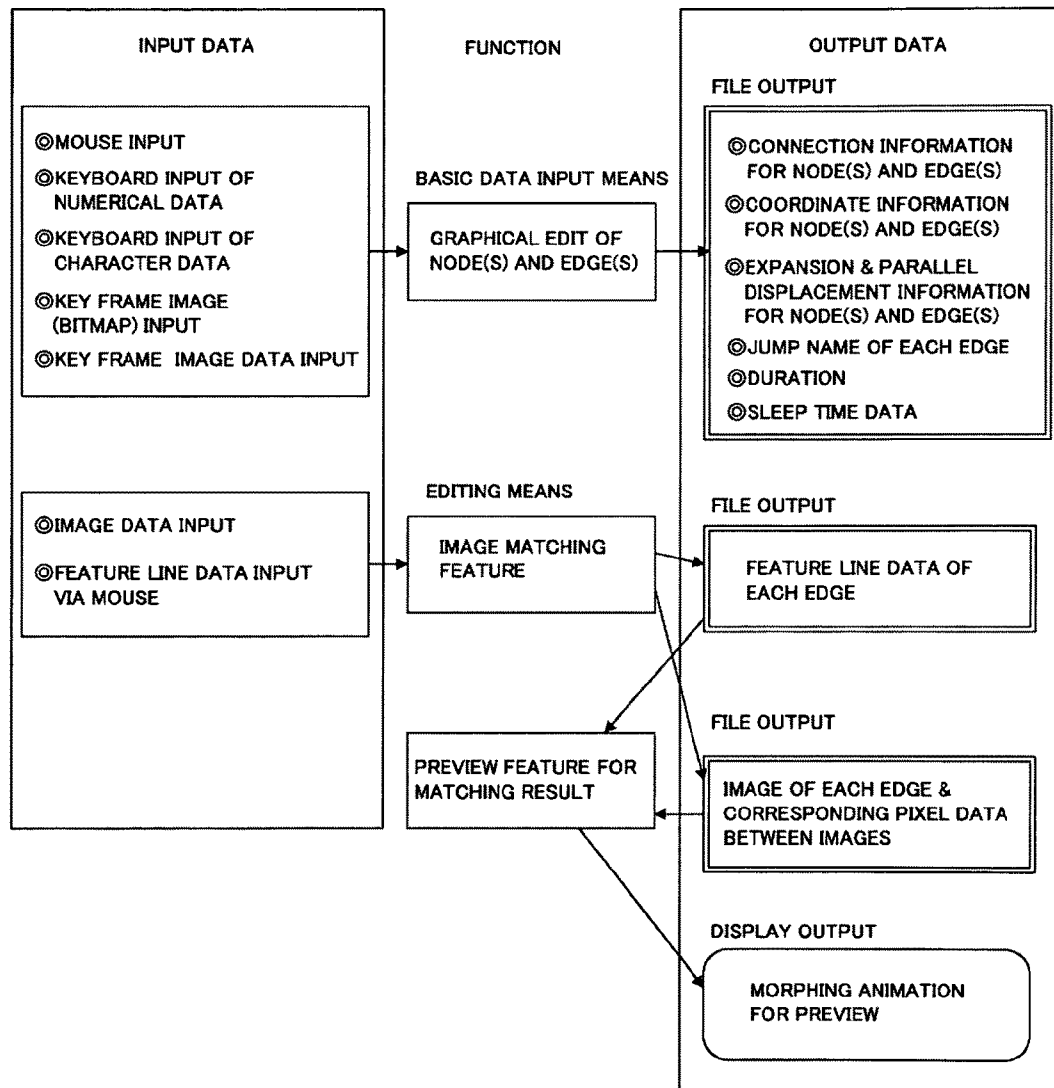 INPUT DATA
FUNCTION
OUTPUT DATA
◎MOUSE INPUT
◎KEYBOARD INPUT OF
NUMERICAL DATA
◎KEYBOARD INPUT OF
CHARACTER DATA
◎KEY FRAME IMAGE
(BITMAP) INPUT
◎KEY FRAME IMAGE DATA INPUT
BASIC DATA INPUT MEANS
GRAPHICAL EDIT OF
NODE(S) AND EDGE(S)
FILE OUTPUT
◎CONNECTION INFORMATION
FOR NODE(S) AND EDGE(S)
◎COORDINATE INFORMATION
FOR NODE(S) AND EDGE(S)
◎EXPANSION & PARALLEL
DISPLACEMENT INFORMATION
FOR NODE(S) AND EDGE(S)
◎JUMP NAME OF EACH EDGE
◎DURATION
◎SLEEP TIME DATA
◎IMAGE DATA INPUT
◎FEATURE LINE DATA INPUT
VIA MOUSE
EDITING MEANS
IMAGE MATCHING
FEATURE
FILE OUTPUT
FEATURE LINE DATA OF
EACH EDGE
PREVIEW FEATURE FOR
MATCHING RESULT
FILE OUTPUT
IMAGE OF EACH EDGE &
CORRESPONDING PIXEL DATA
BETWEEN IMAGES
DISPLAY OUTPUT
MORPHING ANIMATION
FOR PREVIEW